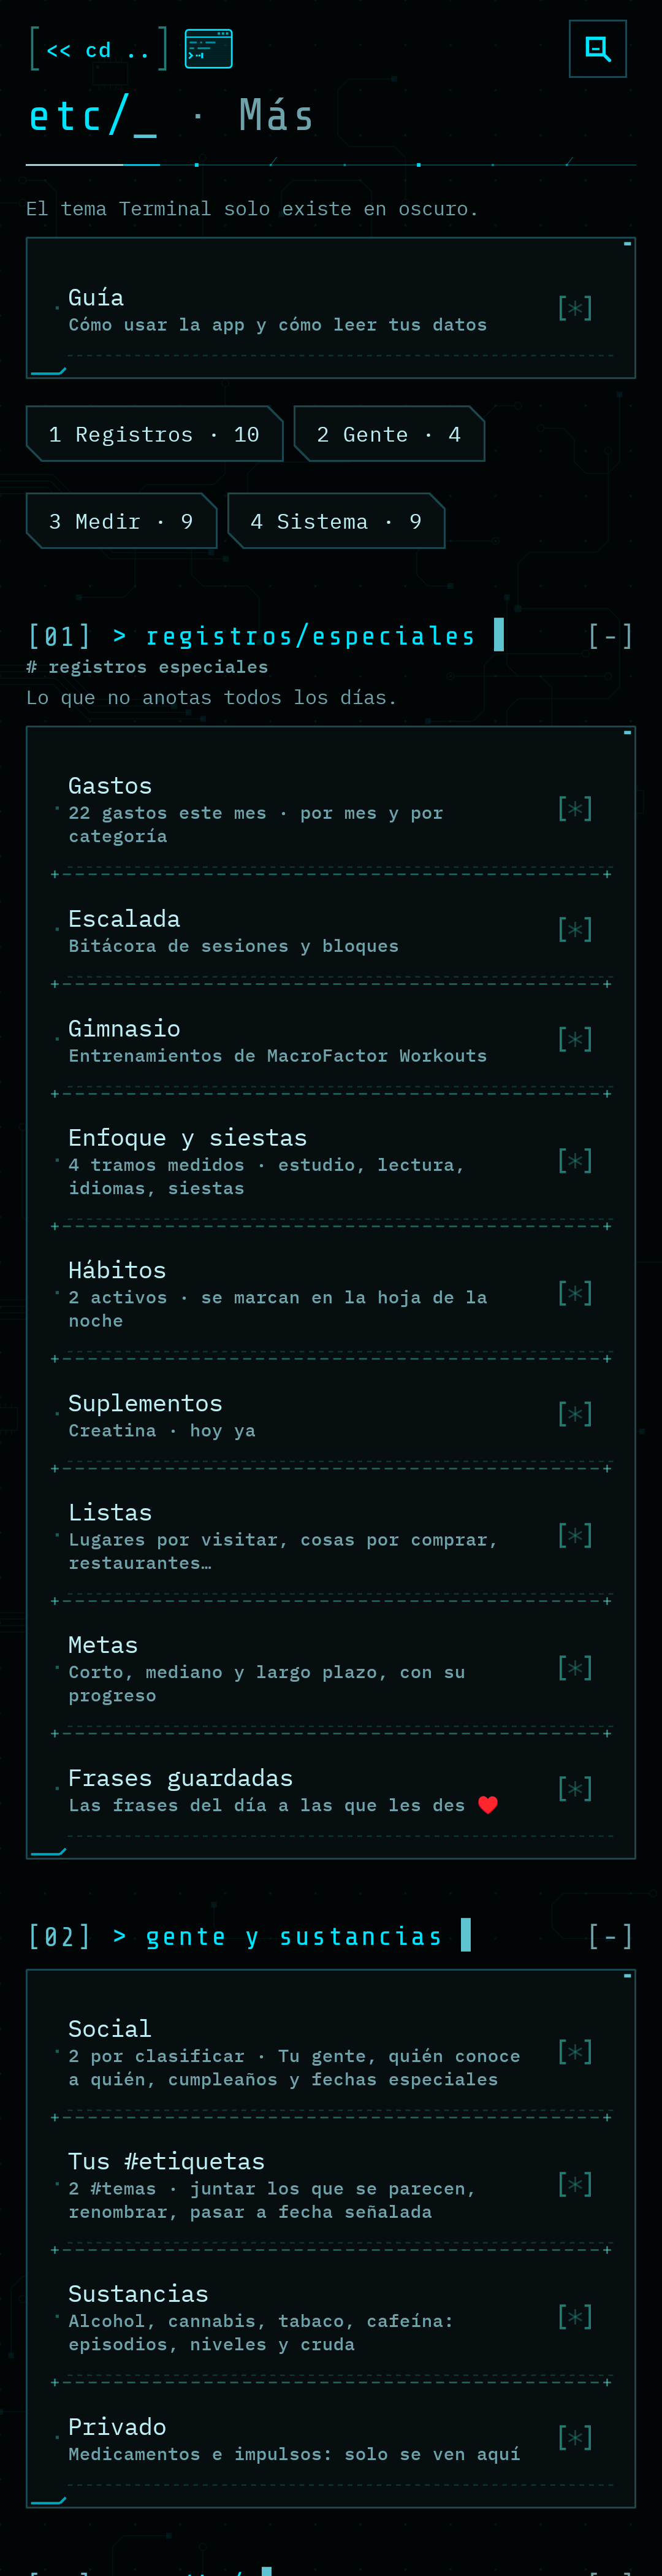 [<< cd ..]
etc/_ · Más
El tema Terminal solo existe en oscuro.
Guía
Cómo usar la app y cómo leer tus datos
[*]
1 Registros · 10
2 Gente · 4
3 Medir · 9
4 Sistema · 9
[01] > registros/especiales
[-]
# registros especiales
Lo que no anotas todos los días.
Gastos
22 gastos este mes · por mes y por
categoría
[*]
Escalada
Bitácora de sesiones y bloques
[*]
Gimnasio
Entrenamientos de MacroFactor Workouts
[*]
Enfoque y siestas
4 tramos medidos · estudio, lectura,
idiomas, siestas
[*]
Hábitos
2 activos · se marcan en la hoja de la
noche
[*]
Suplementos
Creatina · hoy ya
[*]
Listas
Lugares por visitar, cosas por comprar,
restaurantes…
[*]
Metas
Corto, mediano y largo plazo, con su
progreso
[*]
Frases guardadas
Las frases del día a las que les des ❤️
[*]
[02] > gente y sustancias
[-]
Social
2 por clasificar · Tu gente, quién conoce
a quién, cumpleaños y fechas especiales
[*]
Tus #etiquetas
2 #temas · juntar los que se parecen,
renombrar, pasar a fecha señalada
[*]
Sustancias
Alcohol, cannabis, tabaco, cafeína:
episodios, niveles y cruda
[*]
Privado
Medicamentos e impulsos: solo se ven aquí
[*]